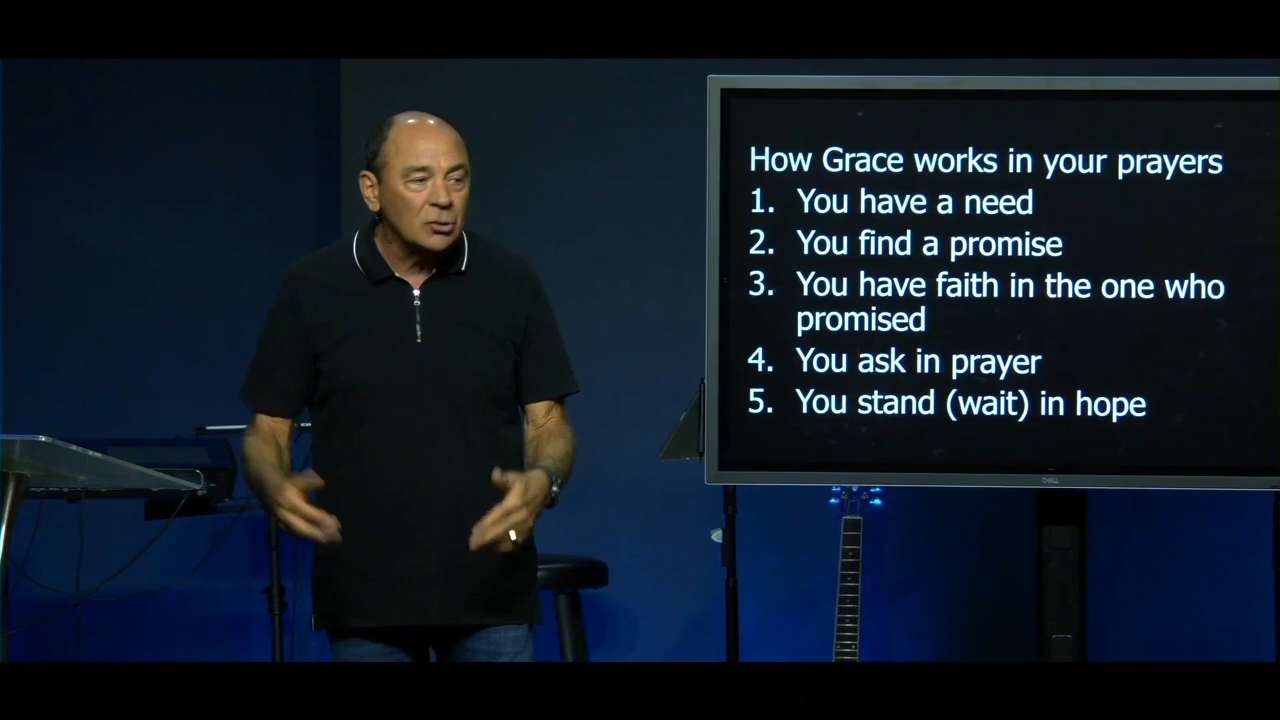 How Grace works in your prayers
1. You have a need
2. You find a promise
3. You have faith in the one who
promised
4. You ask in prayer
5. You stand (wait) in hope
DELL